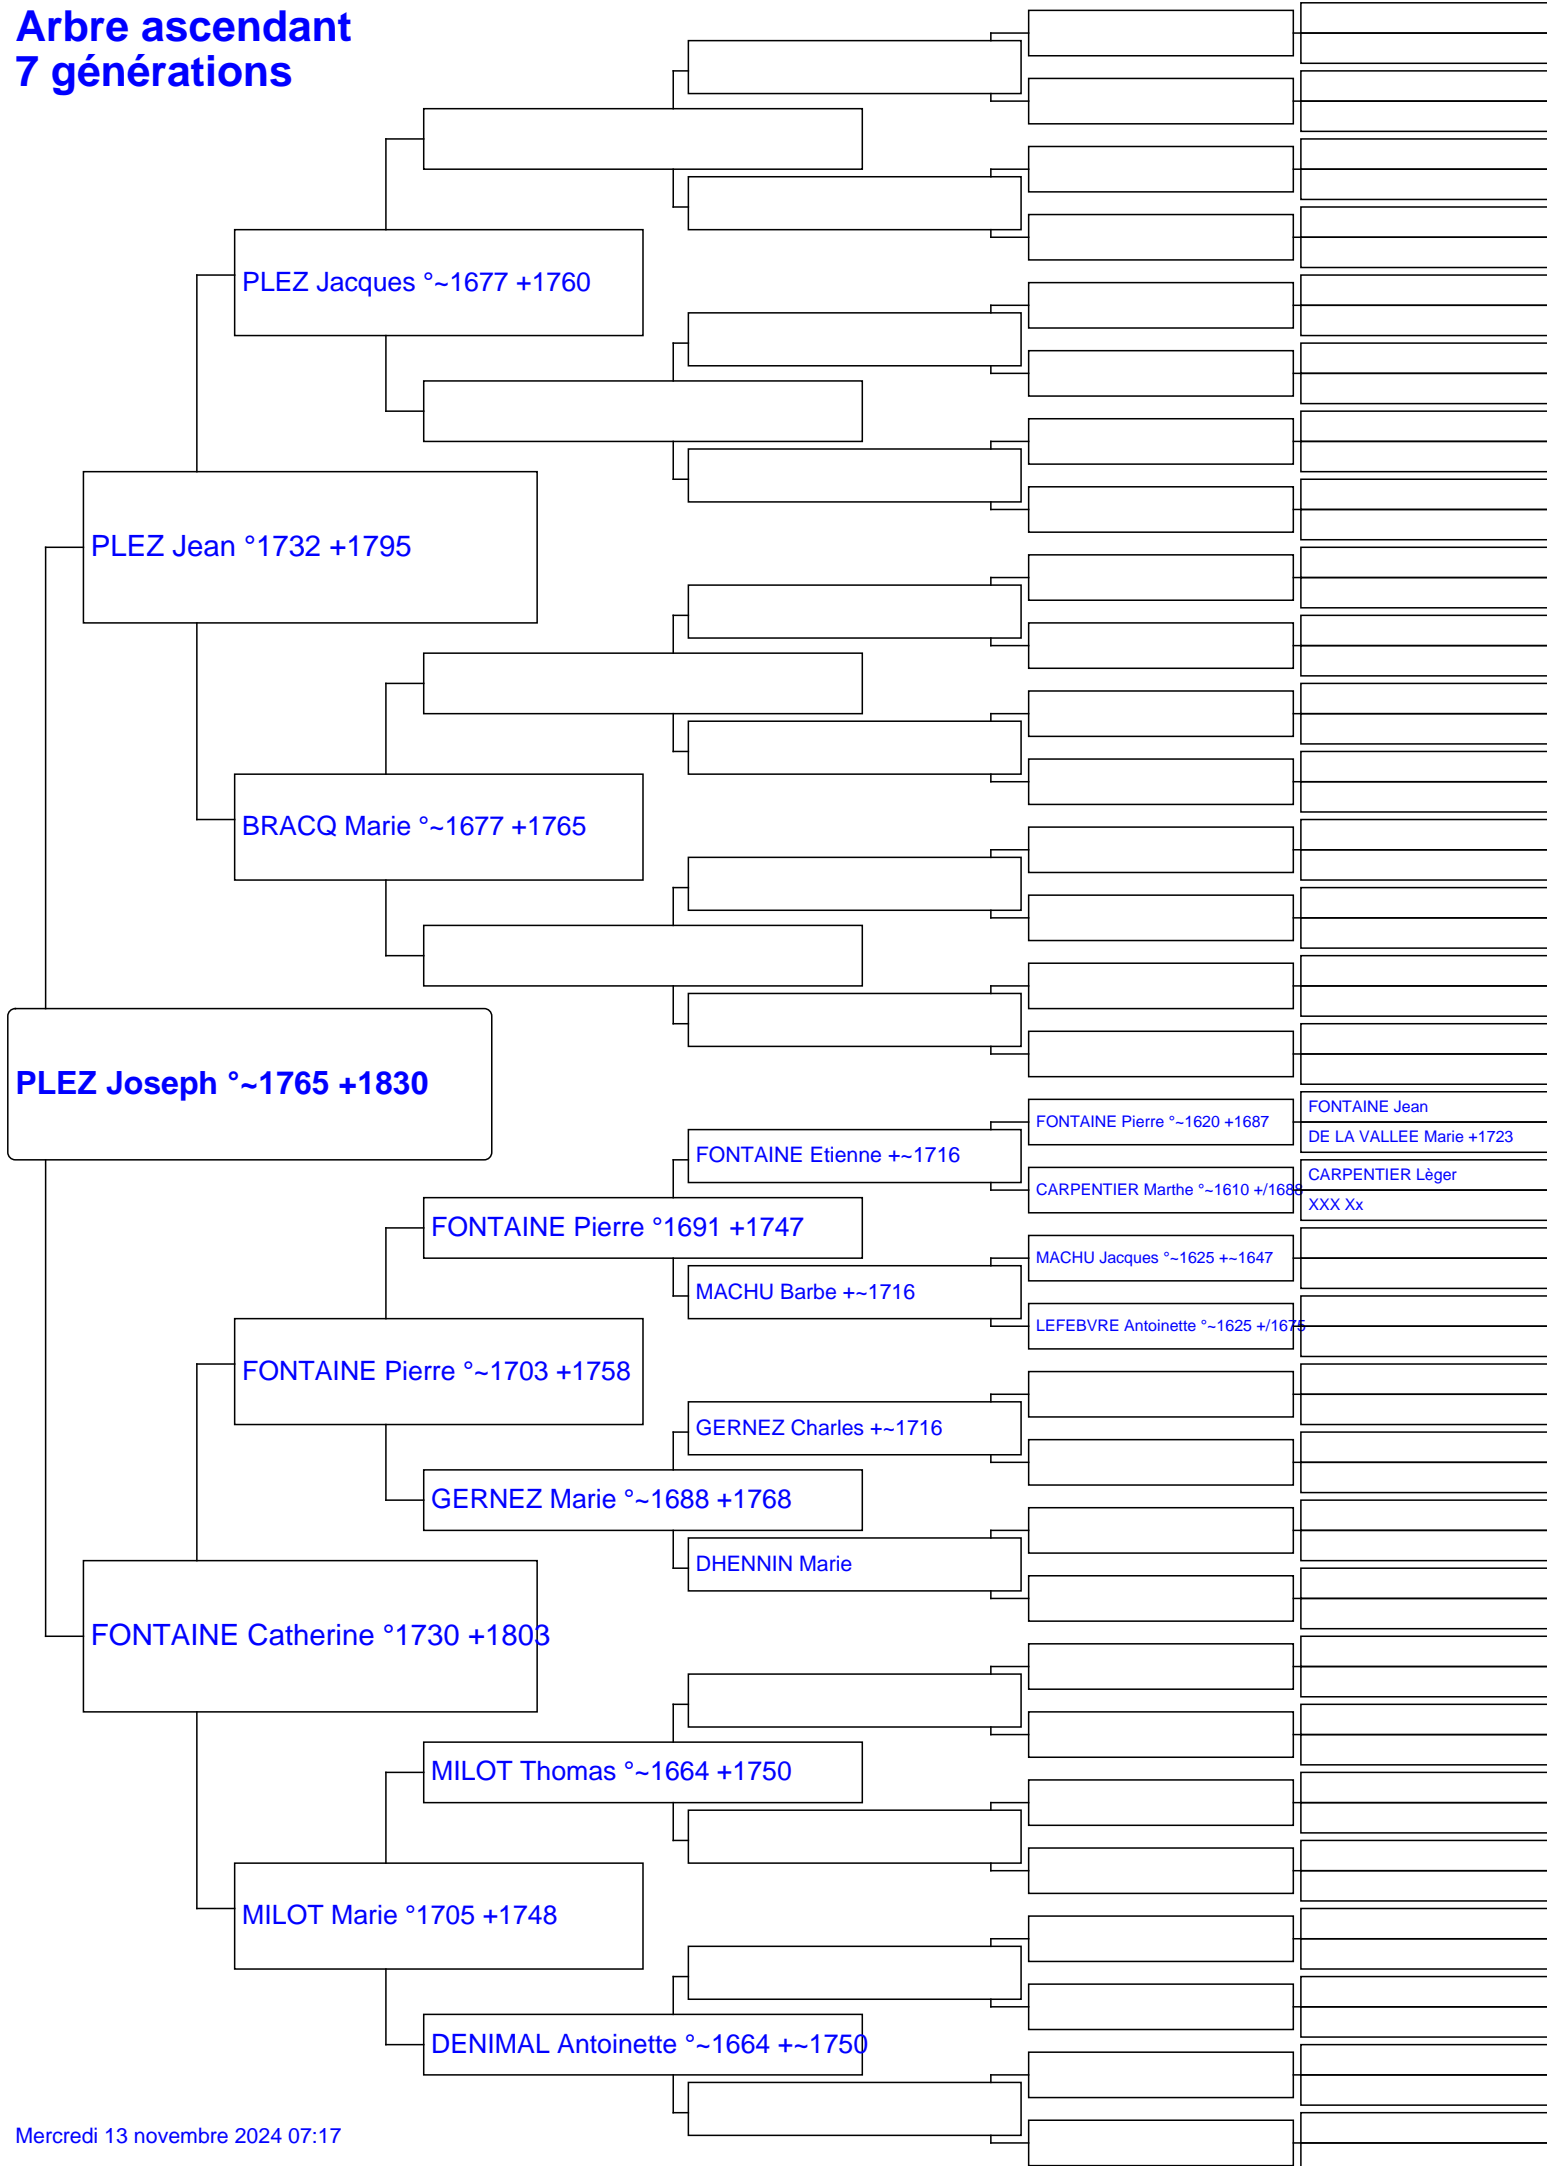 Arbre ascendant
7 générations
PLEZ Jacques °~1677 +1760
PLEZ Jean °1732 +1795
BRACQ Marie °~1677 +1765
PLEZ Joseph °~1765 +1830
FONTAINE Pierre °~1620 +1687
FONTAINE Jean
DE LA VALLEE Marie +1723
FONTAINE Etienne +~1716
CARPENTIER Marthe °~1610 +/1688
CARPENTIER Lèger
XXX Xx
FONTAINE Pierre °1691 +1747
MACHU Jacques °~1625 +~1647
MACHU Barbe +~1716
LEFEBVRE Antoinette °~1625 +/1675
FONTAINE Pierre °~1703 +1758
GERNEZ Charles +~1716
GERNEZ Marie °~1688 +1768
DHENNIN Marie
FONTAINE Catherine °1730 +1803
MILOT Thomas °~1664 +1750
MILOT Marie °1705 +1748
DENIMAL Antoinette °~1664 +~1750
Mercredi 13 novembre 2024 07:17